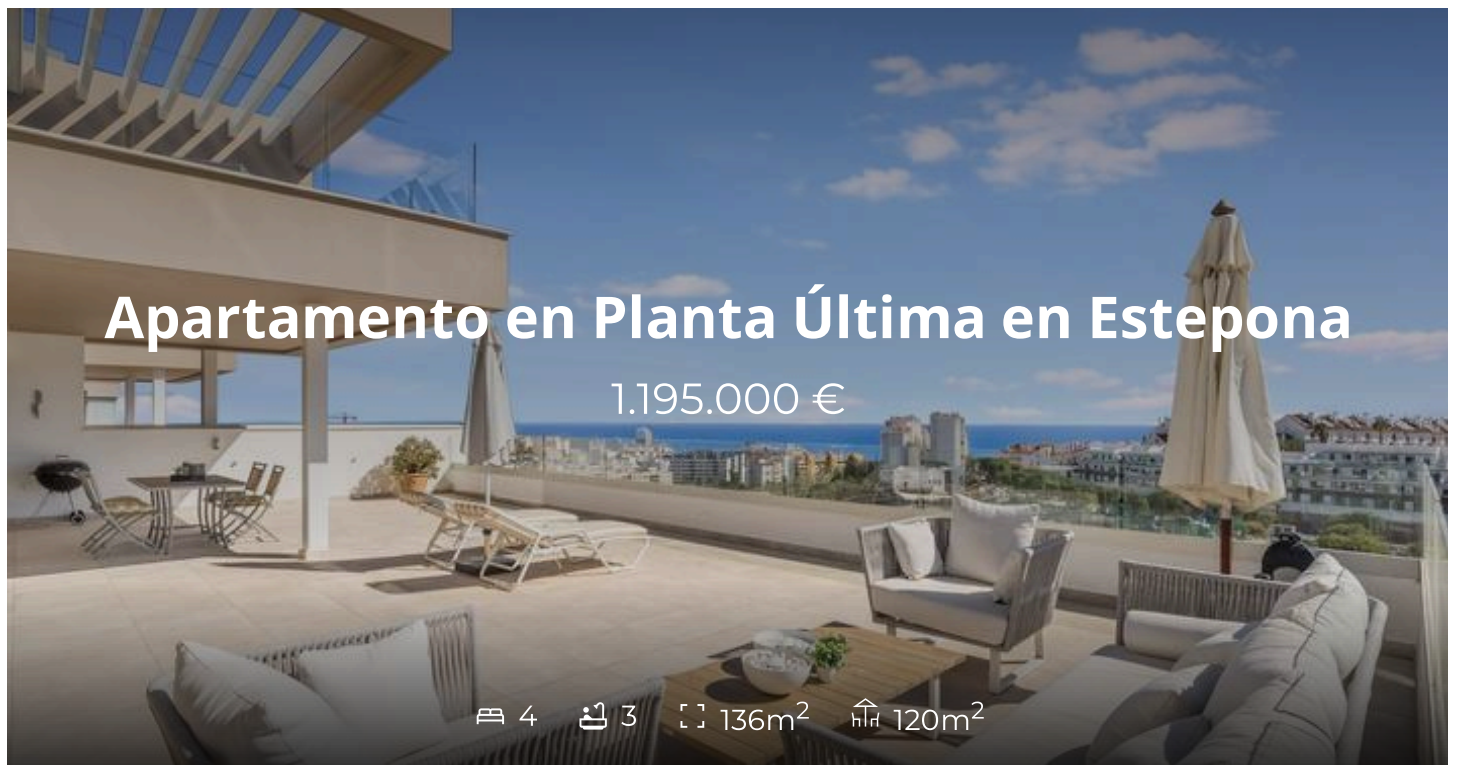 Apartamento en Planta Última en Estepona
1.195.000 €
4 3 136m² 120m²